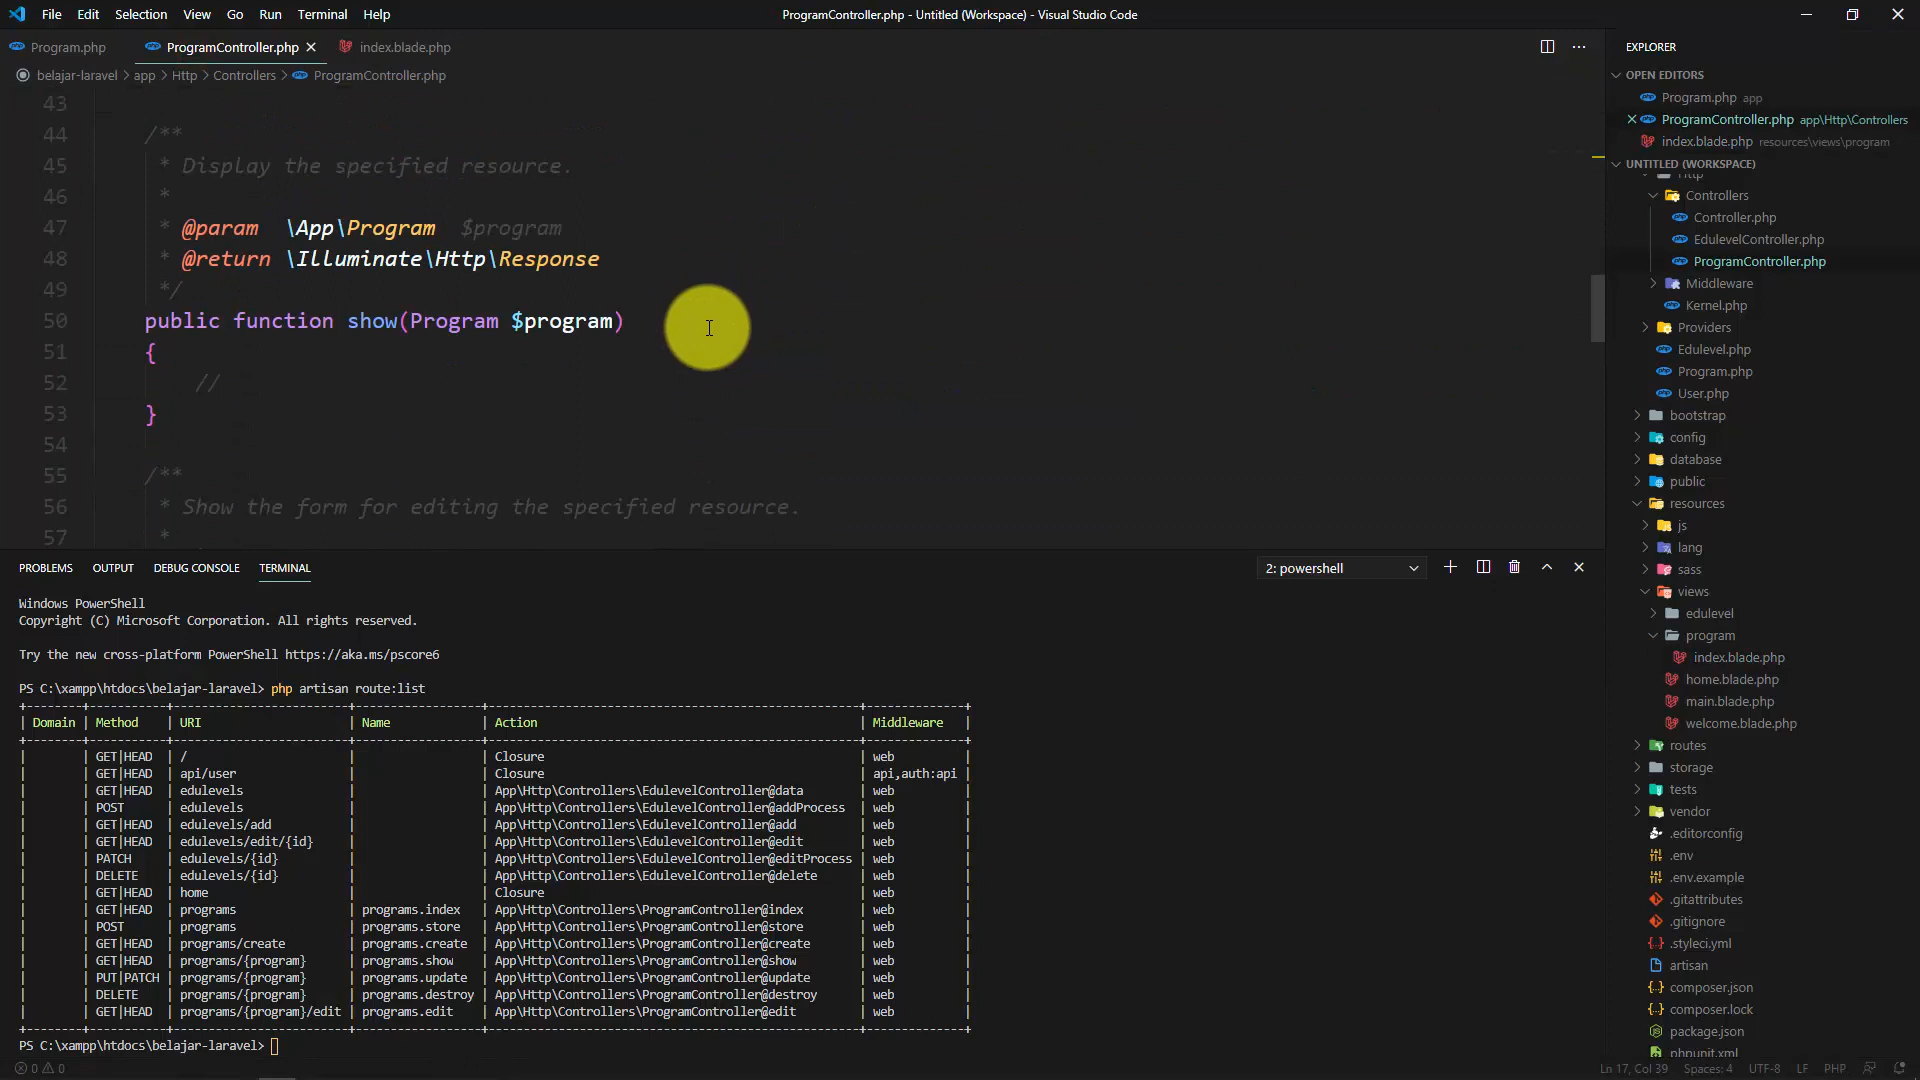 File Edit Selection View Go Run Terminal Help
ProgramController.php - Untitled (Workspace) - Visual Studio Code
Program.php
ProgramController.php
index.blade.php
belajar-laravel > app > Http > Controllers > ProgramController.php
43
44 /**
45 * Display the specified resource.
46 *
47 * @param \App\Program $program
48 * @return \Illuminate\Http\Response
49 */
50 public function show(Program $program)
51 {
52 //
53 }
54
55 /**
56 * Show the form for editing the specified resource.
57 *
PROBLEMS OUTPUT DEBUG CONSOLE TERMINAL
2: powershell
Windows PowerShell
Copyright (C) Microsoft Corporation. All rights reserved.
Try the new cross-platform PowerShell https://aka.ms/pscore6
PS C:\xampp\htdocs\belajar-laravel> php artisan route:list
+--------+-----------+------------------------+------------------+------------------------------------------------------+--------------+
| Domain | Method | URI | Name | Action | Middleware |
+--------+-----------+------------------------+------------------+------------------------------------------------------+--------------+
| | GET|HEAD | / | | Closure | web |
| | GET|HEAD | api/user | | Closure | api,auth:api |
| | GET|HEAD | edulevels | | App\Http\Controllers\EdulevelController@data | web |
| | POST | edulevels | | App\Http\Controllers\EdulevelController@addProcess | web |
| | GET|HEAD | edulevels/add | | App\Http\Controllers\EdulevelController@add | web |
| | GET|HEAD | edulevels/edit/{id} | | App\Http\Controllers\EdulevelController@edit | web |
| | PATCH | edulevels/{id} | | App\Http\Controllers\EdulevelController@editProcess | web |
| | DELETE | edulevels/{id} | | App\Http\Controllers\EdulevelController@delete | web |
| | GET|HEAD | home | | Closure | web |
| | GET|HEAD | programs | programs.index | App\Http\Controllers\ProgramController@index | web |
| | POST | programs | programs.store | App\Http\Controllers\ProgramController@store | web |
| | GET|HEAD | programs/create | programs.create | App\Http\Controllers\ProgramController@create | web |
| | GET|HEAD | programs/{program} | programs.show | App\Http\Controllers\ProgramController@show | web |
| | PUT|PATCH | programs/{program} | programs.update | App\Http\Controllers\ProgramController@update | web |
| | DELETE | programs/{program} | programs.destroy | App\Http\Controllers\ProgramController@destroy | web |
| | GET|HEAD | programs/{program}/edit | programs.edit | App\Http\Controllers\ProgramController@edit | web |
+--------+-----------+------------------------+------------------+------------------------------------------------------+--------------+
PS C:\xampp\htdocs\belajar-laravel>
EXPLORER
OPEN EDITORS
Program.php app
ProgramController.php app\Http\Controllers
index.blade.php resources\views\program
UNTITLED (WORKSPACE)
Http
Controllers
Controller.php
EdulevelController.php
ProgramController.php
Middleware
Kernel.php
Providers
Edulevel.php
Program.php
User.php
bootstrap
config
database
public
resources
js
lang
sass
views
edulevel
program
index.blade.php
home.blade.php
main.blade.php
welcome.blade.php
routes
storage
tests
vendor
.editorconfig
.env
.env.example
.gitattributes
.gitignore
.styleci.yml
artisan
composer.json
composer.lock
package.json
phpunit.xml
0 0
Ln 17, Col 39 Spaces: 4 UTF-8 LF PHP